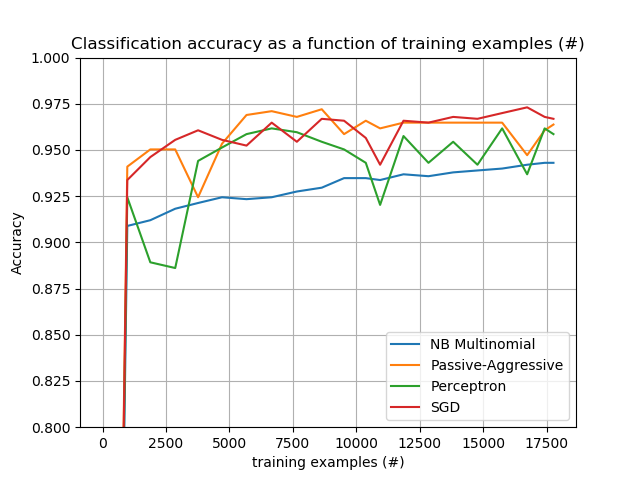 Classification accuracy as a function of training examples (#)
1.000
0.975
0.950
0.925
0.900
0.875
0.850
0.825
0.800
Accuracy
NB Multinomial
Passive-Aggressive
Perceptron
SGD
0 2500 5000 7500 10000 12500 15000 17500
training examples (#)